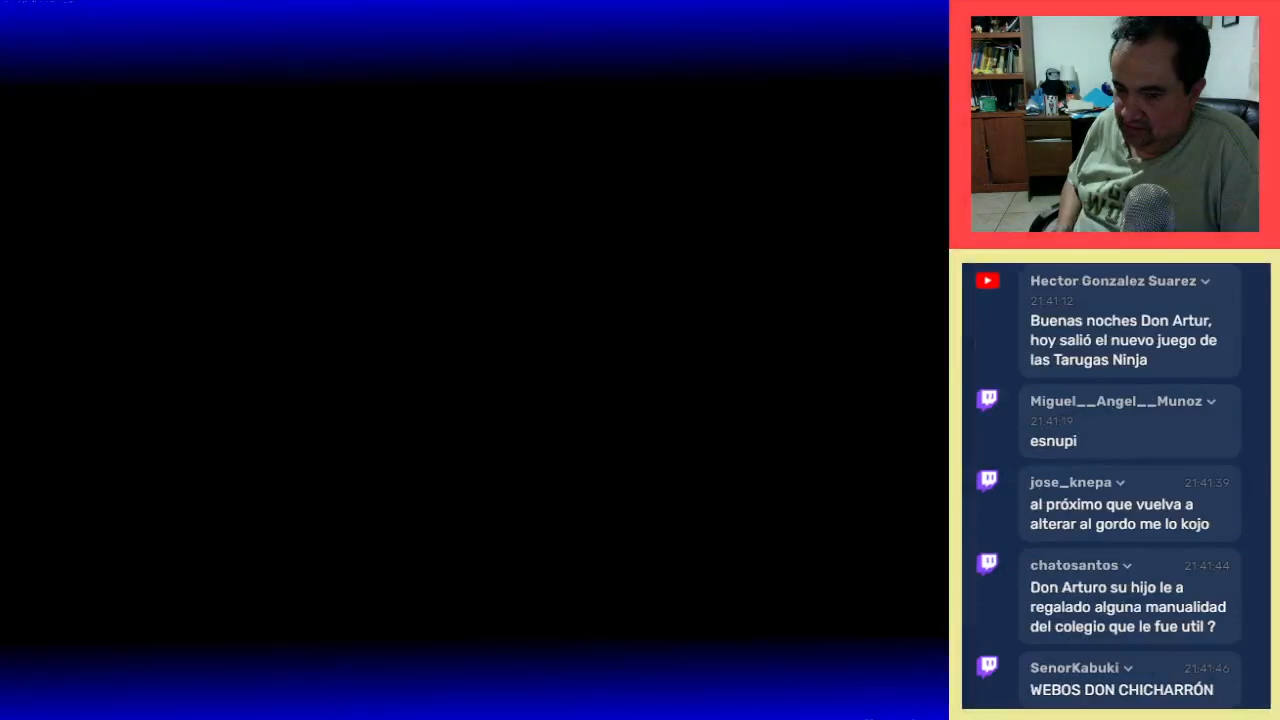 Hector Gonzalez Suarez
21:41:12
Buenas noches Don Artur,
hoy salió el nuevo juego de
las Tarugas Ninja
Miguel__Angel__Munoz
21:41:19
esnupi
jose_knepa 21:41:39
al próximo que vuelva a
alterar al gordo me lo kojo
chatosantos 21:41:44
Don Arturo su hijo le a
regalado alguna manualidad
del colegio que le fue util ?
SenorKabuki 21:41:46
WEBOS DON CHICHARRÓN